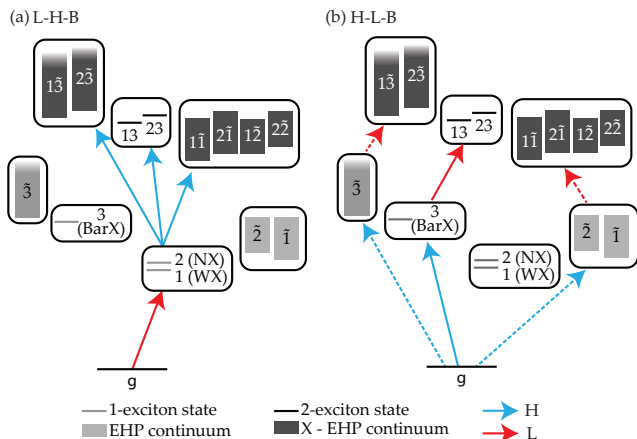 (a) L-H-B
13̃ 23̃
13 23
11̃ 21̃ 12̃ 22̃
3̃
3
(BarX)
2̃ 1̃
2 (NX)
1 (WX)
g
(b) H-L-B
13̃ 23̃
13 23
11̃ 21̃ 12̃ 22̃
3̃
3
(BarX)
2̃ 1̃
2 (NX)
1 (WX)
g
1-exciton state
EHP continuum
2-exciton state
X - EHP continuum
H
L